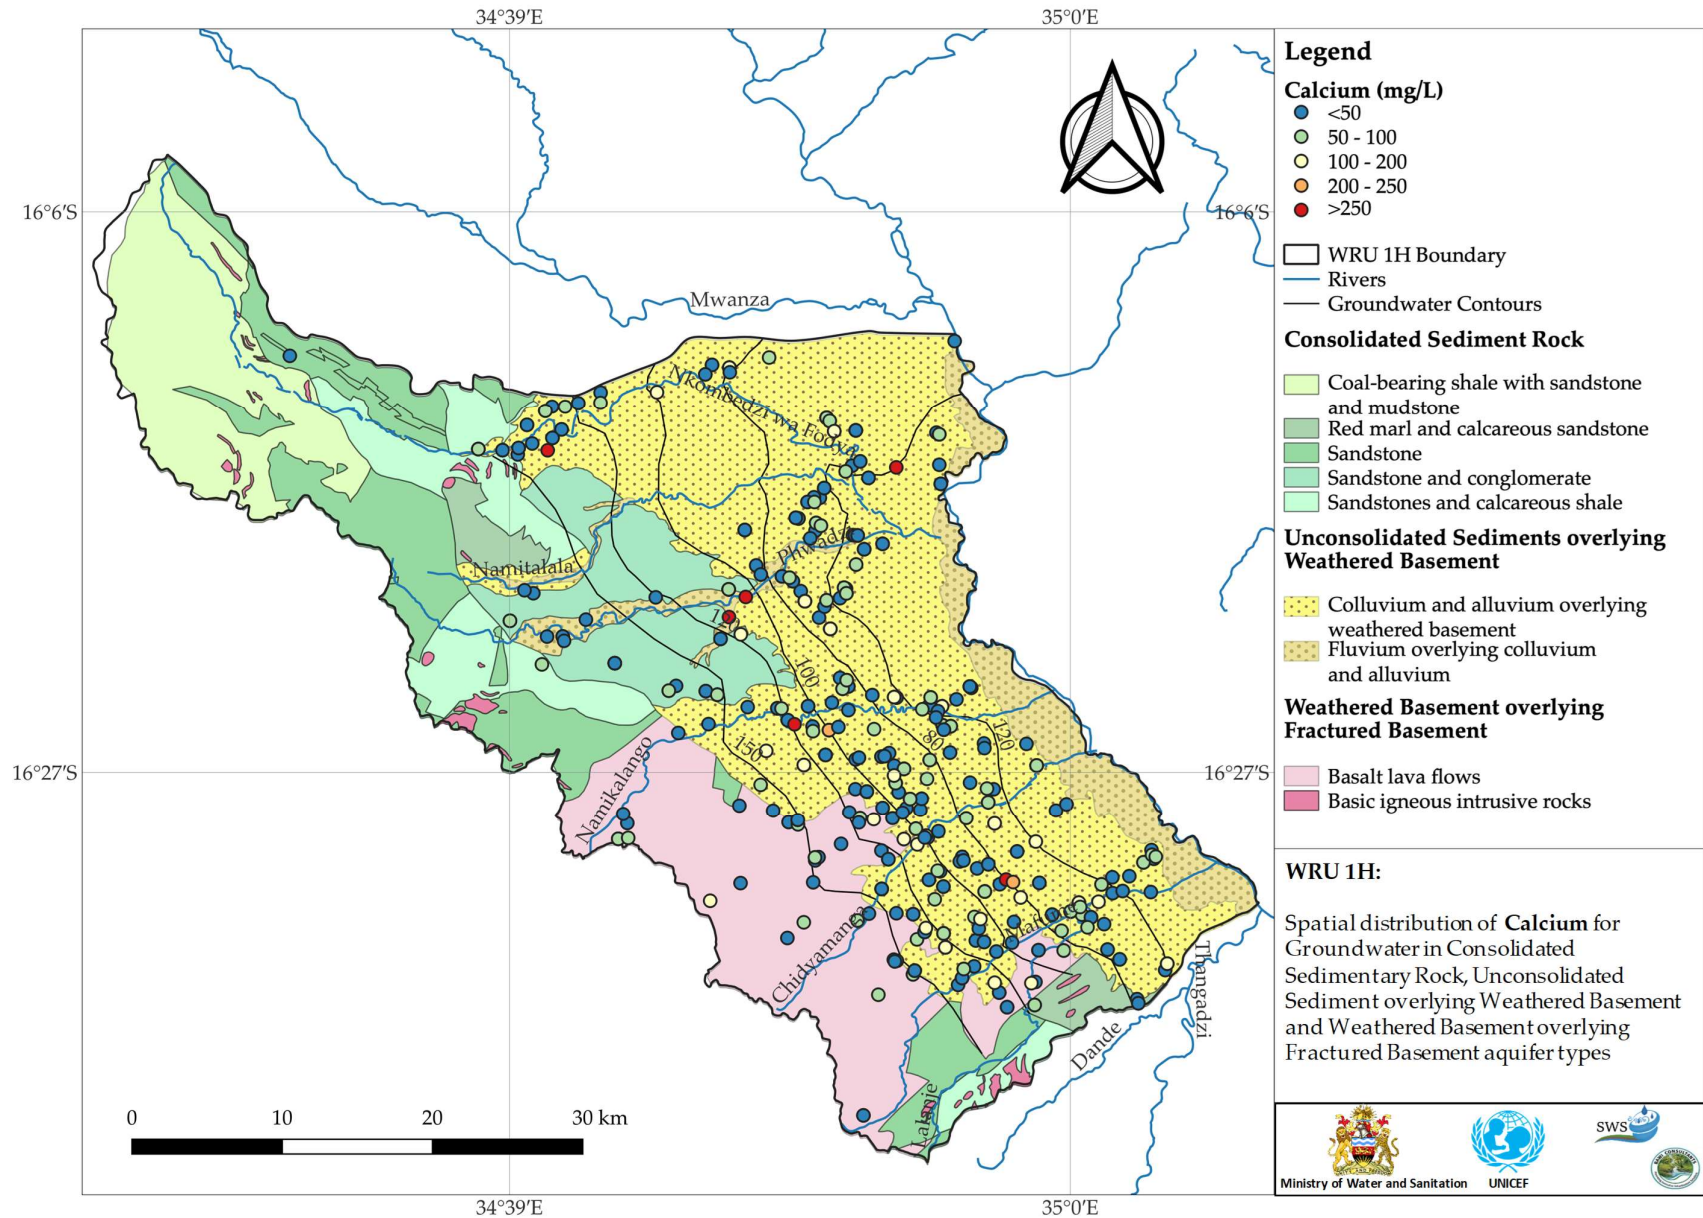 34°39′E
35°0′E
16°6′S
16°6′S
Mwanza
Nkombedzi wa Fodya
Phwadzi
Namitalala
120
100
150
80
120
16°27′S
16°27′S
Namikalango
Chidyamanga
Mafume
Thangadzi
Dande
Lalanje
0 10 20 30 km
34°39′E
35°0′E
Legend
Calcium (mg/L)
<50
50 - 100
100 - 200
200 - 250
>250
WRU 1H Boundary
Rivers
Groundwater Contours
Consolidated Sediment Rock
Coal-bearing shale with sandstone
and mudstone
Red marl and calcareous sandstone
Sandstone
Sandstone and conglomerate
Sandstones and calcareous shale
Unconsolidated Sediments overlying
Weathered Basement
Colluvium and alluvium overlying
weathered basement
Fluvium overlying colluvium
and alluvium
Weathered Basement overlying
Fractured Basement
Basalt lava flows
Basic igneous intrusive rocks
WRU 1H:
Spatial distribution of Calcium for
Groundwater in Consolidated
Sedimentary Rock, Unconsolidated
Sediment overlying Weathered Basement
and Weathered Basement overlying
Fractured Basement aquifer types
Ministry of Water and Sanitation
UNICEF
SWS